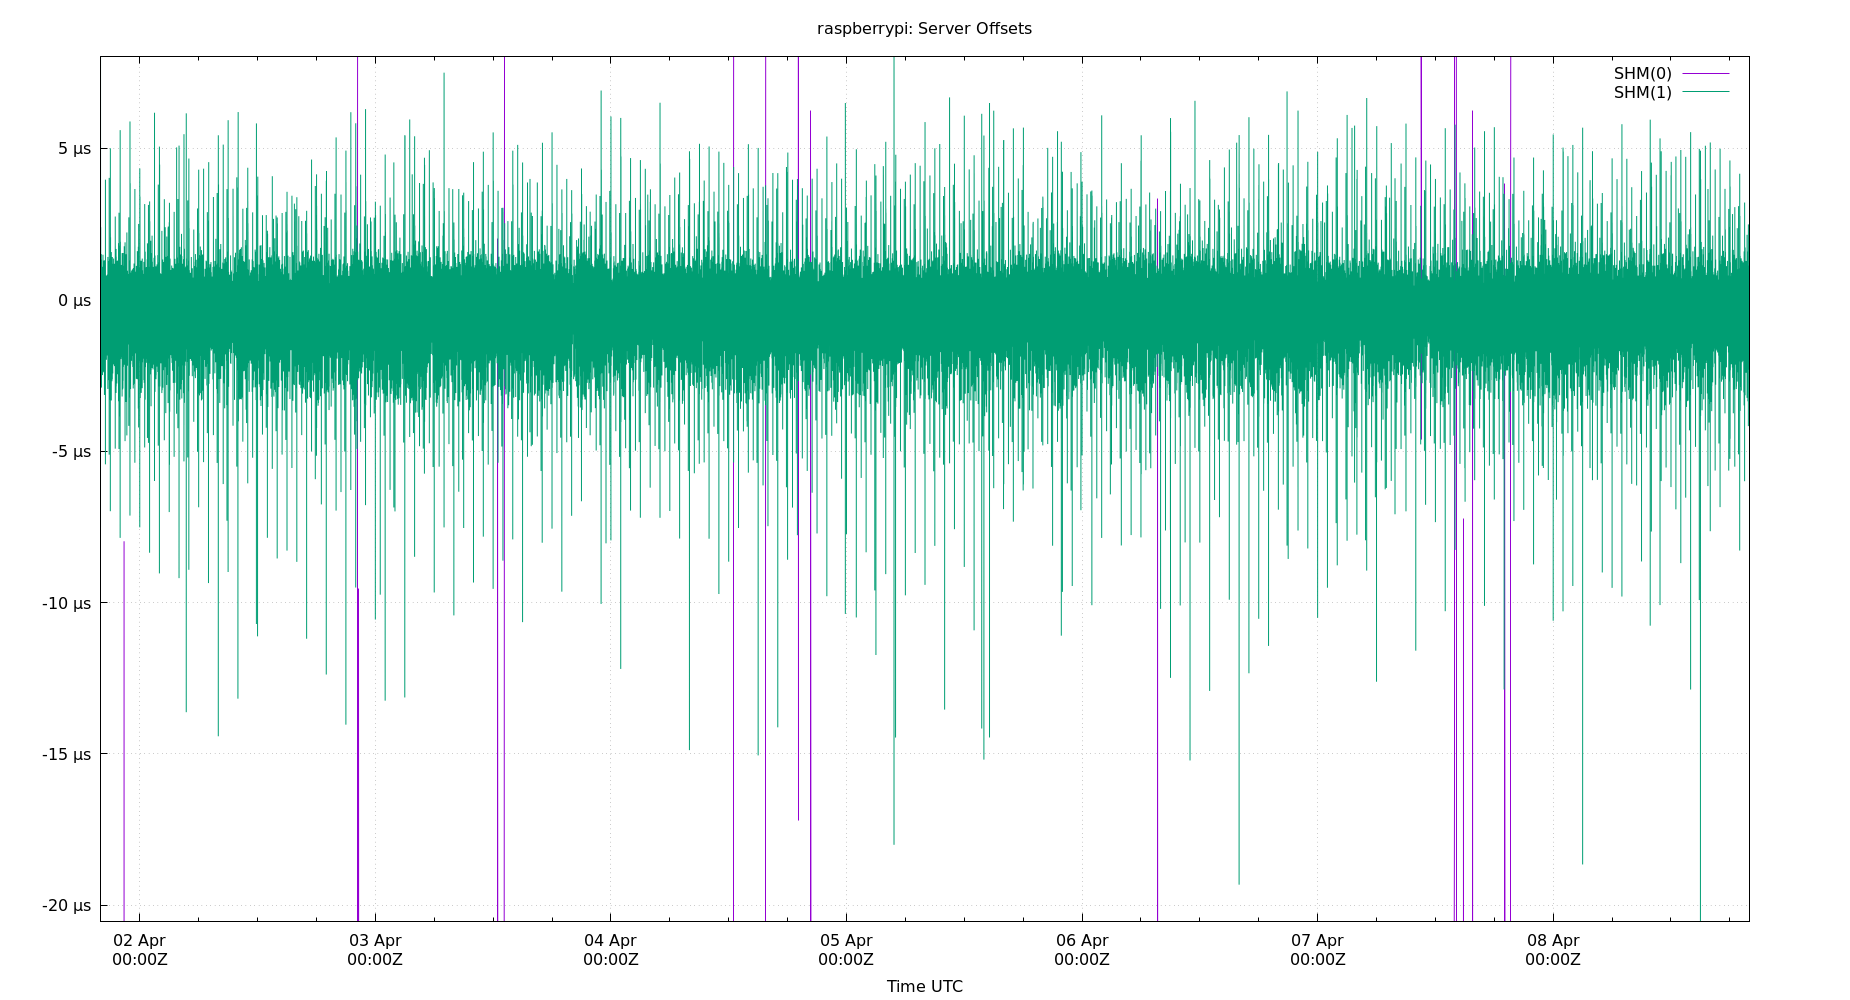 raspberrypi: Server Offsets
SHM(0)
SHM(1)
5 µs
0 µs
-5 µs
-10 µs
-15 µs
-20 µs
02 Apr 03 Apr 04 Apr 05 Apr 06 Apr 07 Apr 08 Apr
00:00Z 00:00Z 00:00Z 00:00Z 00:00Z 00:00Z 00:00Z
Time UTC